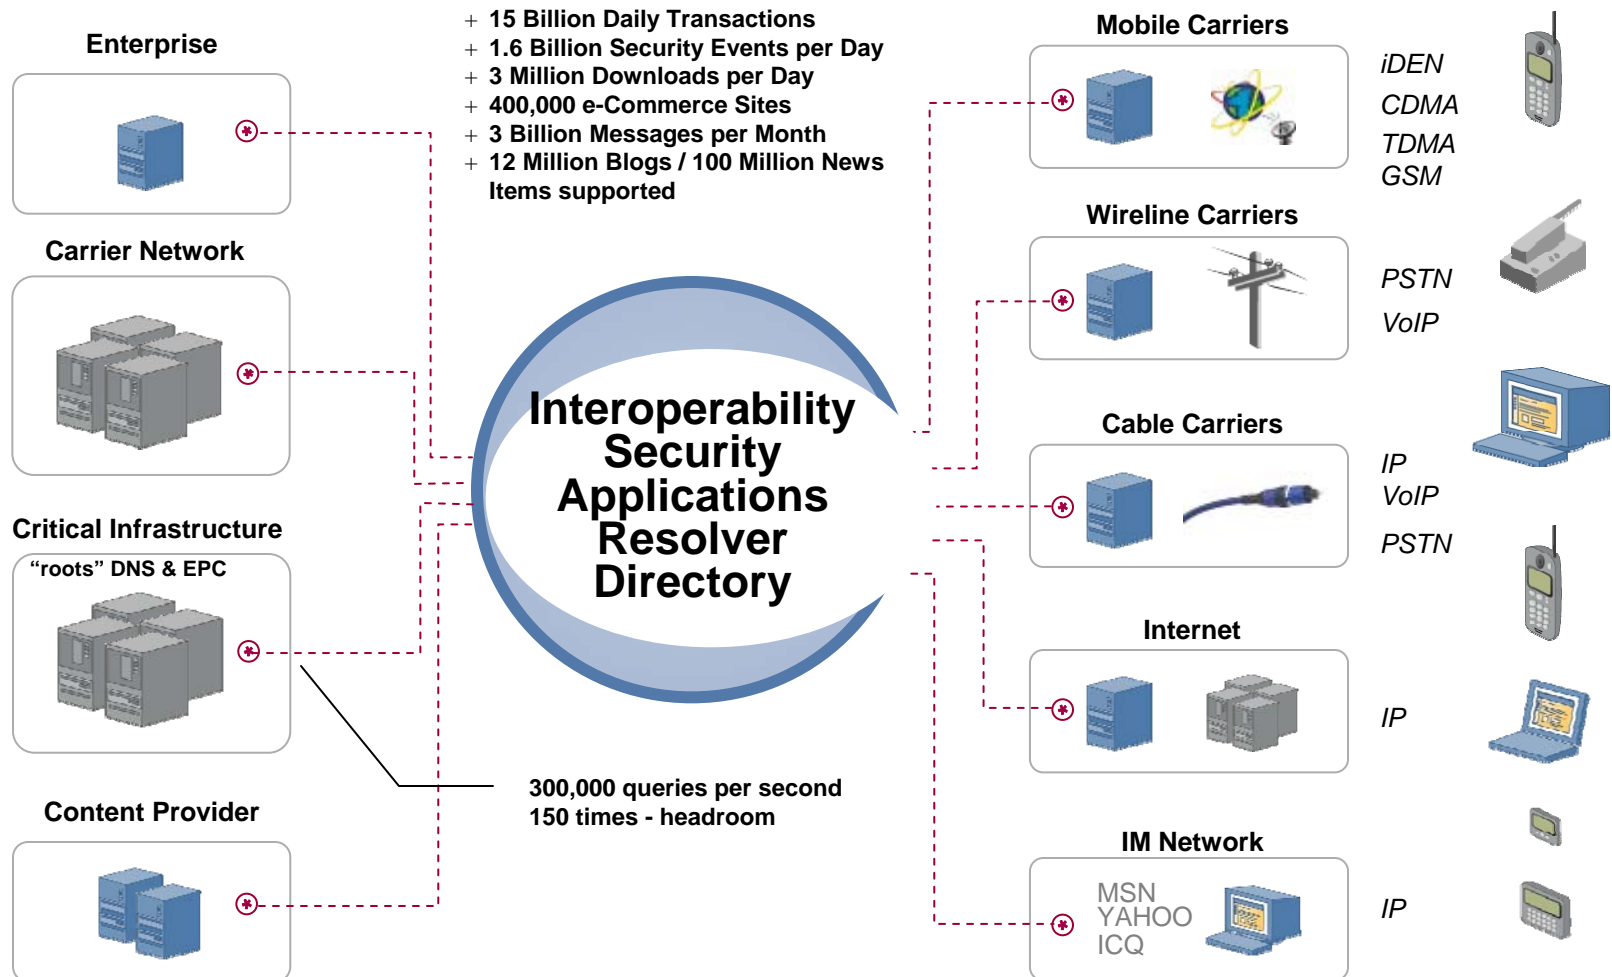 Enterprise
+ 15 Billion Daily Transactions
+ 1.6 Billion Security Events per Day
+ 3 Million Downloads per Day
+ 400,000 e-Commerce Sites
+ 3 Billion Messages per Month
+ 12 Million Blogs / 100 Million News
Items supported
Carrier Network
Critical Infrastructure
“roots” DNS & EPC
Content Provider
Interoperability
Security
Applications
Resolver
Directory
300,000 queries per second
150 times - headroom
Mobile Carriers
iDEN
CDMA
TDMA
GSM
Wireline Carriers
PSTN
VoIP
Cable Carriers
IP
VoIP
PSTN
Internet
IP
IM Network
MSN
YAHOO
ICQ
IP